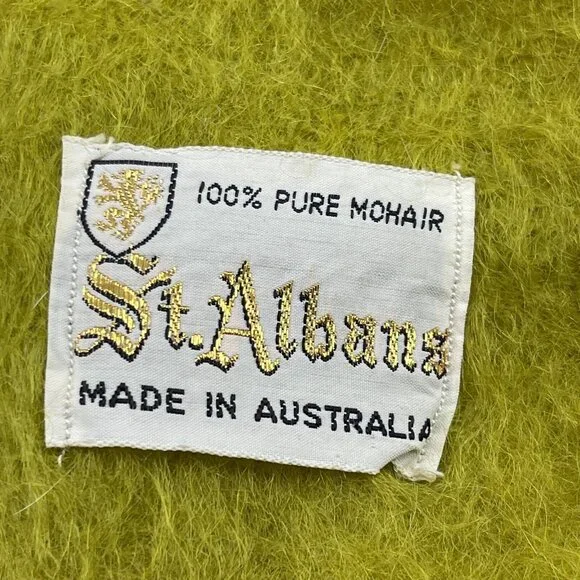 100% PURE MOHAIR
St. Albans
MADE IN AUSTRALIA